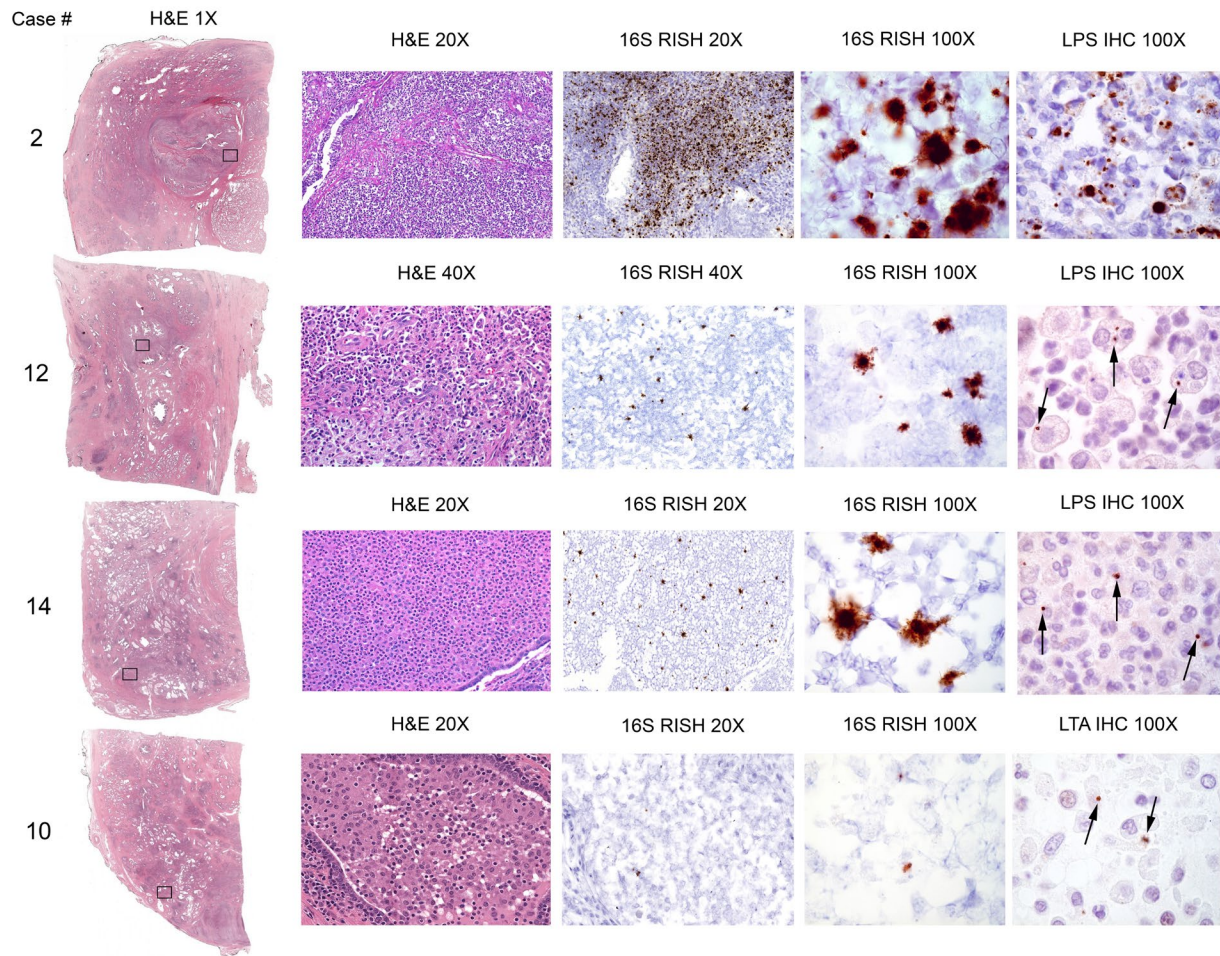 Case #
H&E 1X
H&E 20X
16S RISH 20X
16S RISH 100X
LPS IHC 100X
2
H&E 40X
16S RISH 40X
16S RISH 100X
LPS IHC 100X
12
H&E 20X
16S RISH 20X
16S RISH 100X
LPS IHC 100X
14
H&E 20X
16S RISH 20X
16S RISH 100X
LTA IHC 100X
10